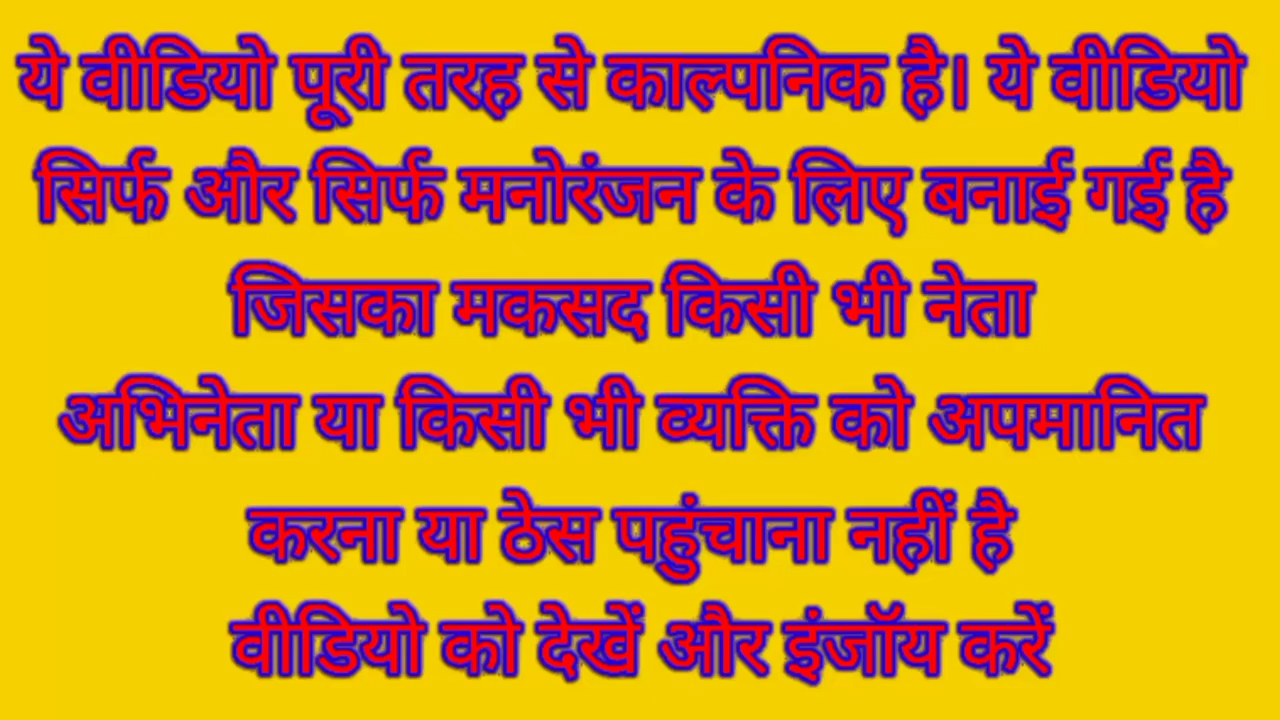 ये वीडियो पूरी तरह से काल्पनिक है। ये वीडियो
सिर्फ और सिर्फ मनोरंजन के लिए बनाई गई है
जिसका मकसद किसी भी नेता
अभिनेता या किसी भी व्यक्ति को अपमानित
करना या ठेस पहुंचाना नहीं है
वीडियो को देखें और इंजॉय करें